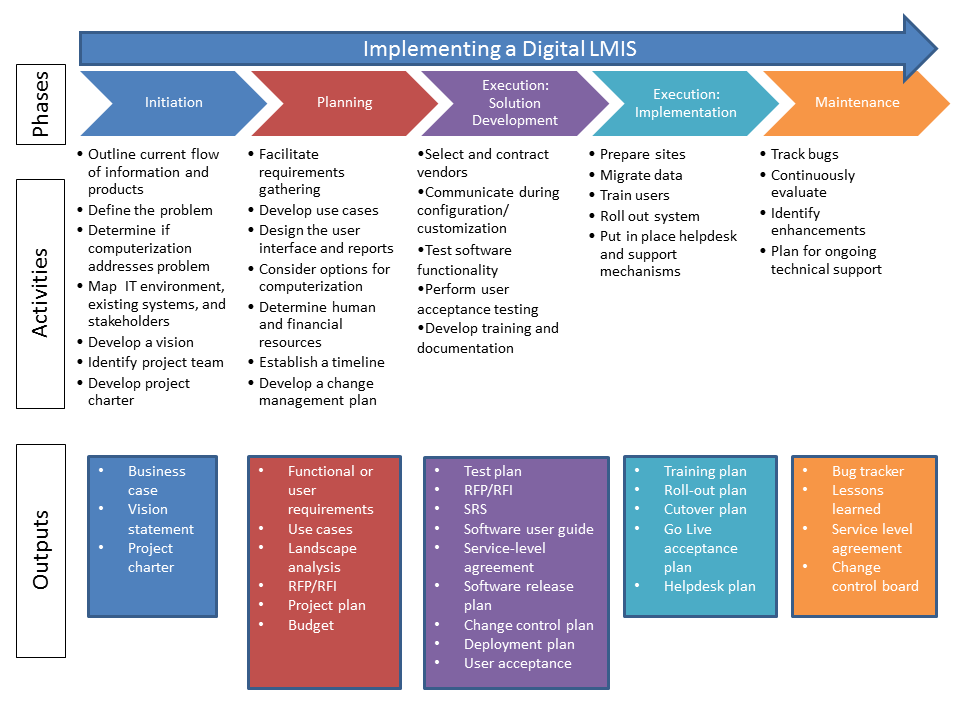 Implementing a Digital LMIS
Phases
Initiation
Planning
Execution:
Solution
Development
Execution:
Implementation
Maintenance
Activities
• Outline current flow
of information and
products
• Define the problem
• Determine if
computerization
addresses problem
• Map IT environment,
existing systems, and
stakeholders
• Develop a vision
• Identify project team
• Develop project
charter
• Facilitate
requirements
gathering
• Develop use cases
• Design the user
interface and reports
• Consider options for
computerization
• Determine human
and financial
resources
• Establish a timeline
• Develop a change
management plan
•Select and contract
vendors
•Communicate during
configuration/
customization
•Test software
functionality
•Perform user
acceptance testing
•Develop training and
documentation
• Prepare sites
• Migrate data
• Train users
• Roll out system
• Put in place helpdesk
and support
mechanisms
• Track bugs
• Continuously
evaluate
• Identify
enhancements
• Plan for ongoing
technical support
Outputs
• Business
case
• Vision
statement
• Project
charter
• Functional or
user
requirements
• Use cases
• Landscape
analysis
• RFP/RFI
• Project plan
• Budget
• Test plan
• RFP/RFI
• SRS
• Software user guide
• Service-level
agreement
• Software release
plan
• Change control plan
• Deployment plan
• User acceptance
• Training plan
• Roll-out plan
• Cutover plan
• Go Live
acceptance
plan
• Helpdesk plan
• Bug tracker
• Lessons
learned
• Service level
agreement
• Change
control board